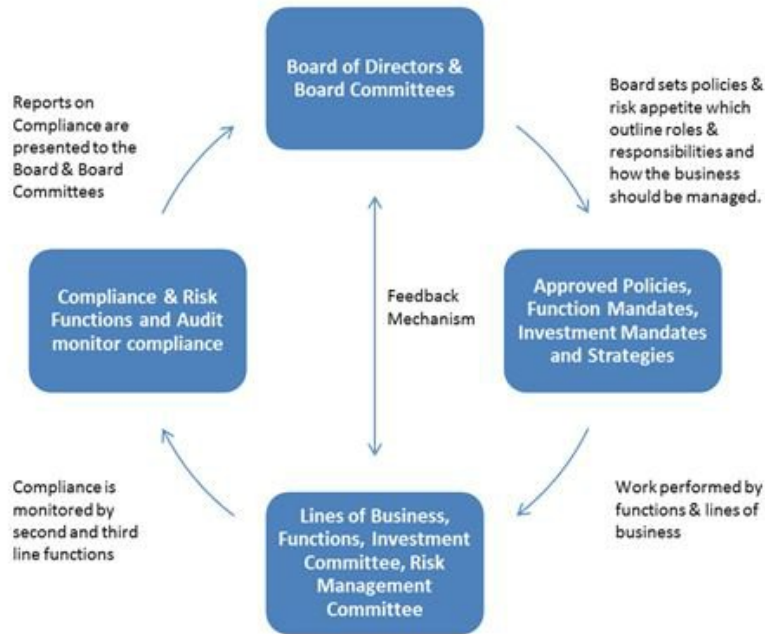 Board of Directors &
Board Committees
Board sets policies &
risk appetite which
outline roles &
responsibilities and
how the business
should be managed.
Approved Policies,
Function Mandates,
Investment Mandates
and Strategies
Work performed by
functions & lines of
business
Lines of Business,
Functions, Investment
Committee, Risk
Management
Committee
Compliance is
monitored by
second and third
line functions
Compliance & Risk
Functions and Audit
monitor compliance
Reports on
Compliance are
presented to the
Board & Board
Committees
Feedback
Mechanism